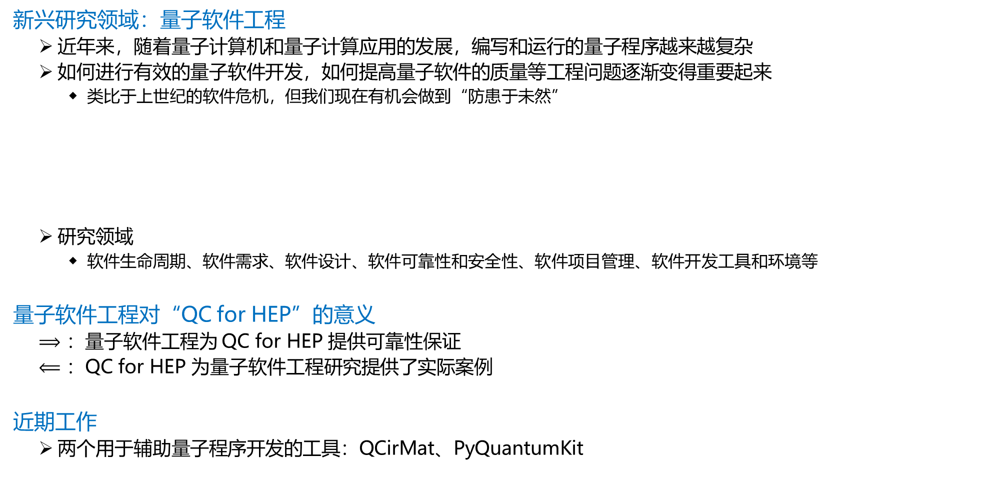 新兴研究领域：量子软件工程
➢ 近年来，随着量子计算机和量子计算应用的发展，编写和运行的量子程序越来越复杂
➢ 如何进行有效的量子软件开发，如何提高量子软件的质量等工程问题逐渐变得重要起来
◆ 类比于上世纪的软件危机，但我们现在有机会做到“防患于未然”
➢ 研究领域
◆ 软件生命周期、软件需求、软件设计、软件可靠性和安全性、软件项目管理、软件开发工具和环境等
量子软件工程对“QC for HEP”的意义
⟹ ：量子软件工程为 QC for HEP 提供可靠性保证
⟸ ：QC for HEP 为量子软件工程研究提供了实际案例
近期工作
➢ 两个用于辅助量子程序开发的工具：QCirMat、PyQuantumKit